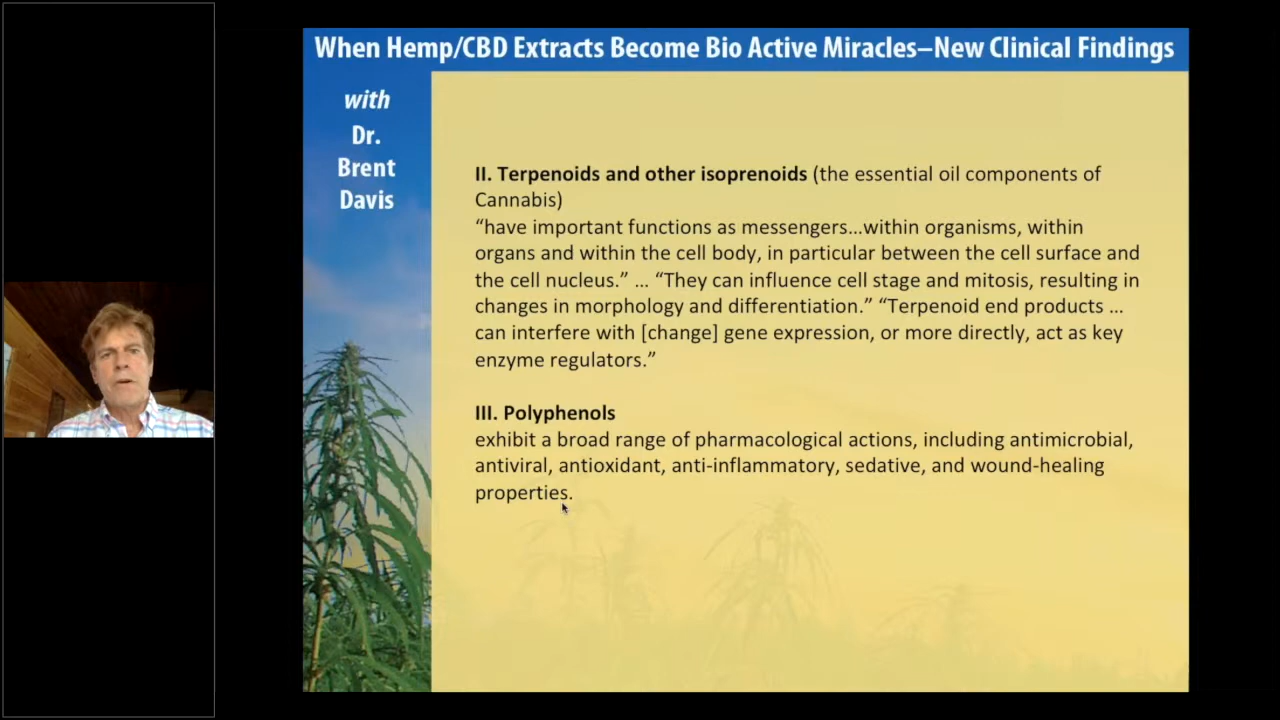 When Hemp/CBD Extracts Become Bio Active Miracles–New Clinical Findings
with
Dr.
Brent
Davis
II. Terpenoids and other isoprenoids (the essential oil components of
Cannabis)
“have important functions as messengers…within organisms, within
organs and within the cell body, in particular between the cell surface and
the cell nucleus.” … “They can influence cell stage and mitosis, resulting in
changes in morphology and differentiation.” “Terpenoid end products …
can interfere with [change] gene expression, or more directly, act as key
enzyme regulators.”
III. Polyphenols
exhibit a broad range of pharmacological actions, including antimicrobial,
antiviral, antioxidant, anti-inflammatory, sedative, and wound-healing
properties.